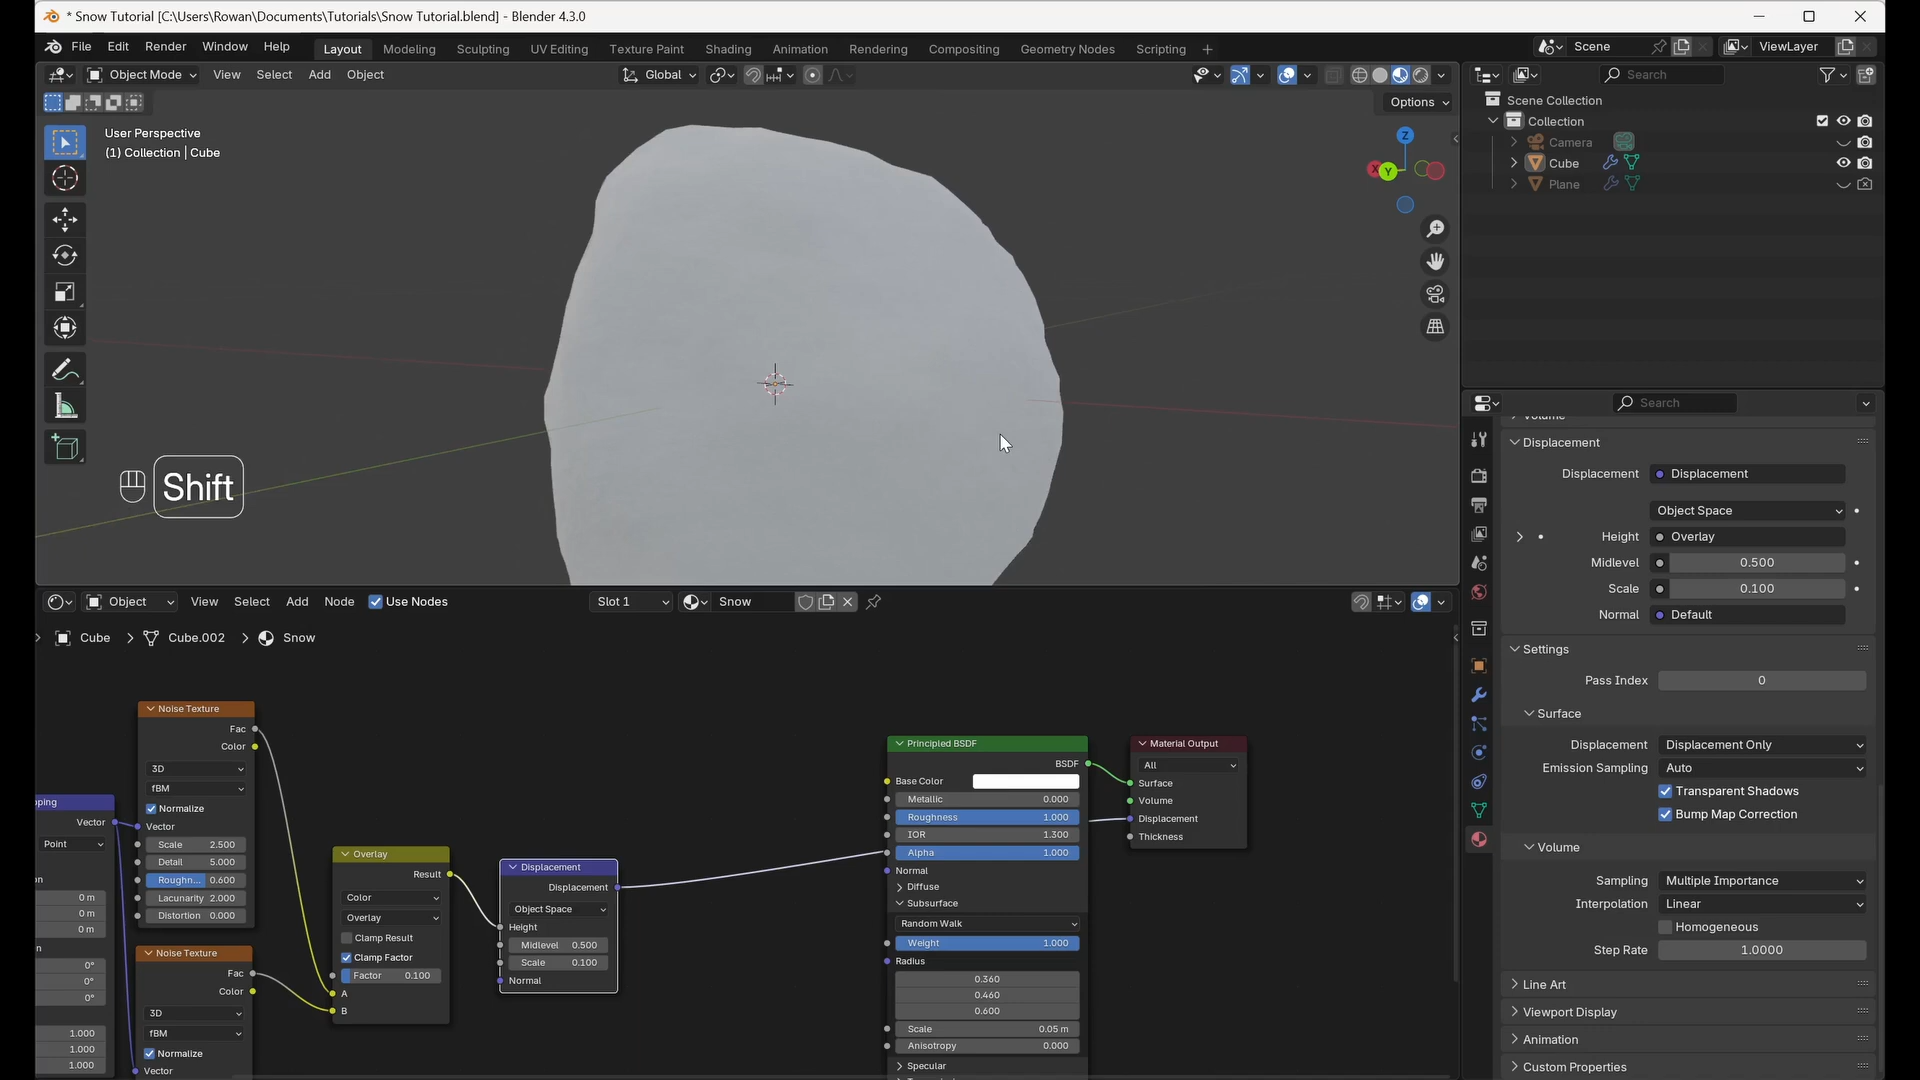 * Snow Tutorial [C:\Users\Rowan\Documents\Tutorials\Snow Tutorial.blend] - Blender 4.3.0
File Edit Render Window Help
Layout Modeling Sculpting UV Editing Texture Paint Shading Animation Rendering Compositing Geometry Nodes Scripting +
Scene
ViewLayer
Object Mode View Select Add Object
Global
Options
User Perspective
(1) Collection | Cube
Z
X
Y
Shift
Search
Scene Collection
Collection
Camera
Cube
Plane
Search
Displacement
Displacement Displacement
Object Space
Height Overlay
Midlevel 0.500
Scale 0.100
Normal Default
Settings
Pass Index 0
Surface
Displacement Displacement Only
Emission Sampling Auto
Transparent Shadows
Bump Map Correction
Volume
Sampling Multiple Importance
Interpolation Linear
Homogeneous
Step Rate 1.0000
Line Art
Viewport Display
Animation
Custom Properties
Object View Select Add Node Use Nodes
Slot 1
Snow
Cube > Cube.002 > Snow
pping
Vector
Point
on
0 m
0 m
0 m
n
0°
0°
0°
1.000
1.000
1.000
Noise Texture
Fac
Color
3D
fBM
Normalize
Vector
Scale 2.500
Detail 5.000
Roughn... 0.600
Lacunarity 2.000
Distortion 0.000
Noise Texture
Fac
Color
3D
fBM
Normalize
Vector
Overlay
Result
Color
Overlay
Clamp Result
Clamp Factor
Factor 0.100
A
B
Displacement
Displacement
Object Space
Height
Midlevel 0.500
Scale 0.100
Normal
Principled BSDF
BSDF
Base Color
Metallic 0.000
Roughness 1.000
IOR 1.300
Alpha 1.000
Normal
Diffuse
Subsurface
Random Walk
Weight 1.000
Radius
0.360
0.460
0.600
Scale 0.05 m
Anisotropy 0.000
Specular
Material Output
All
Surface
Volume
Displacement
Thickness